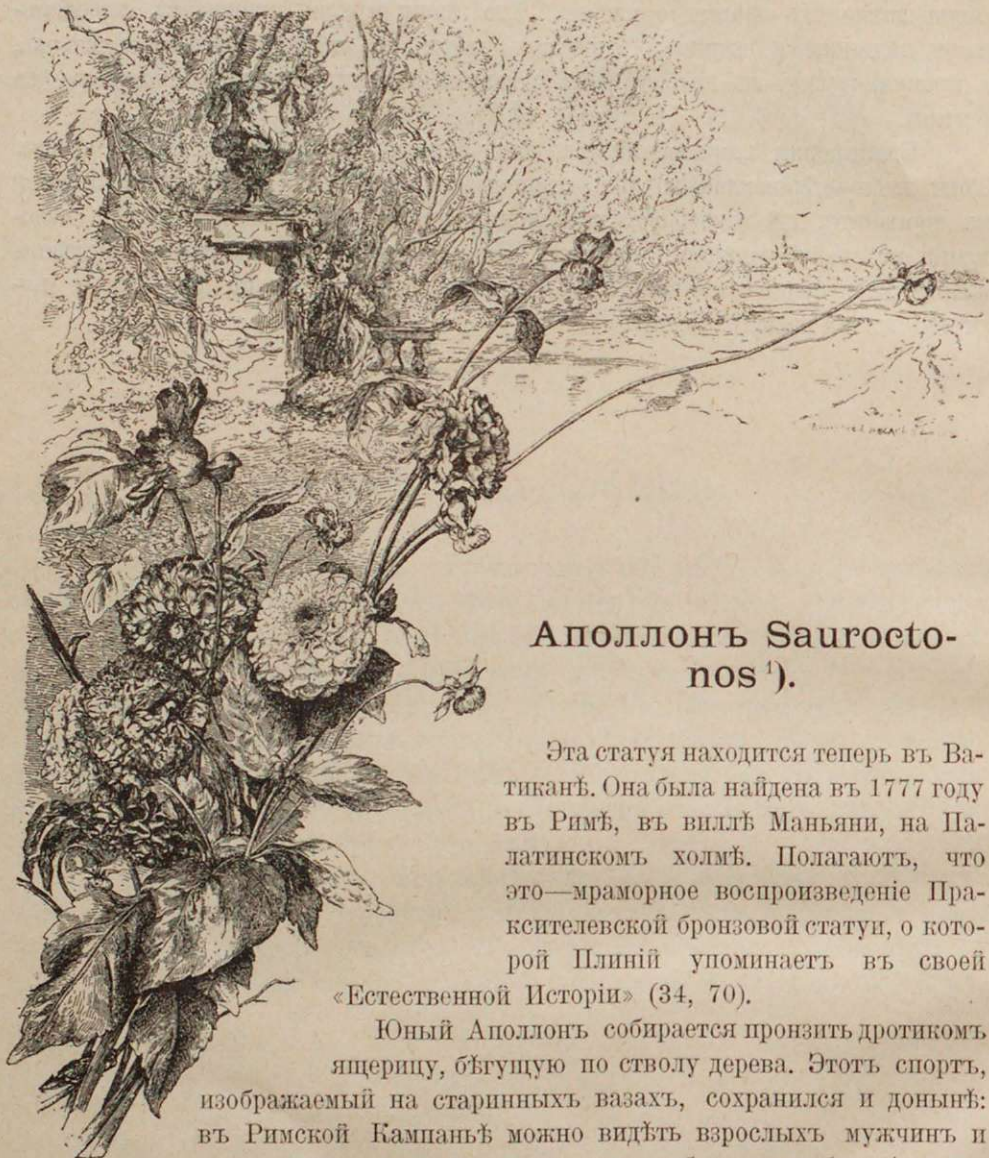 Аполлонъ Saurocto-
nos ¹).
Эта статуя находится теперь въ Ва-
тиканѣ. Она была найдена въ 1777 году
въ Римѣ, въ виллѣ Маньяни, на Па-
латинскомъ холмѣ. Полагаютъ, что
это—мраморное воспроизведеніе Пра-
ксителевской бронзовой статуи, о кото-
рой Плиній упоминаетъ въ своей
«Естественной Исторіи» (34, 70).
Юный Аполлонъ собирается пронзить дротикомъ
ящерицу, бѣгущую по стволу дерева. Этотъ спортъ,
изображаемый на старинныхъ вазахъ, сохранился и донынѣ:
въ Римской Кампаньѣ можно видѣть взрослыхъ мужчинъ и